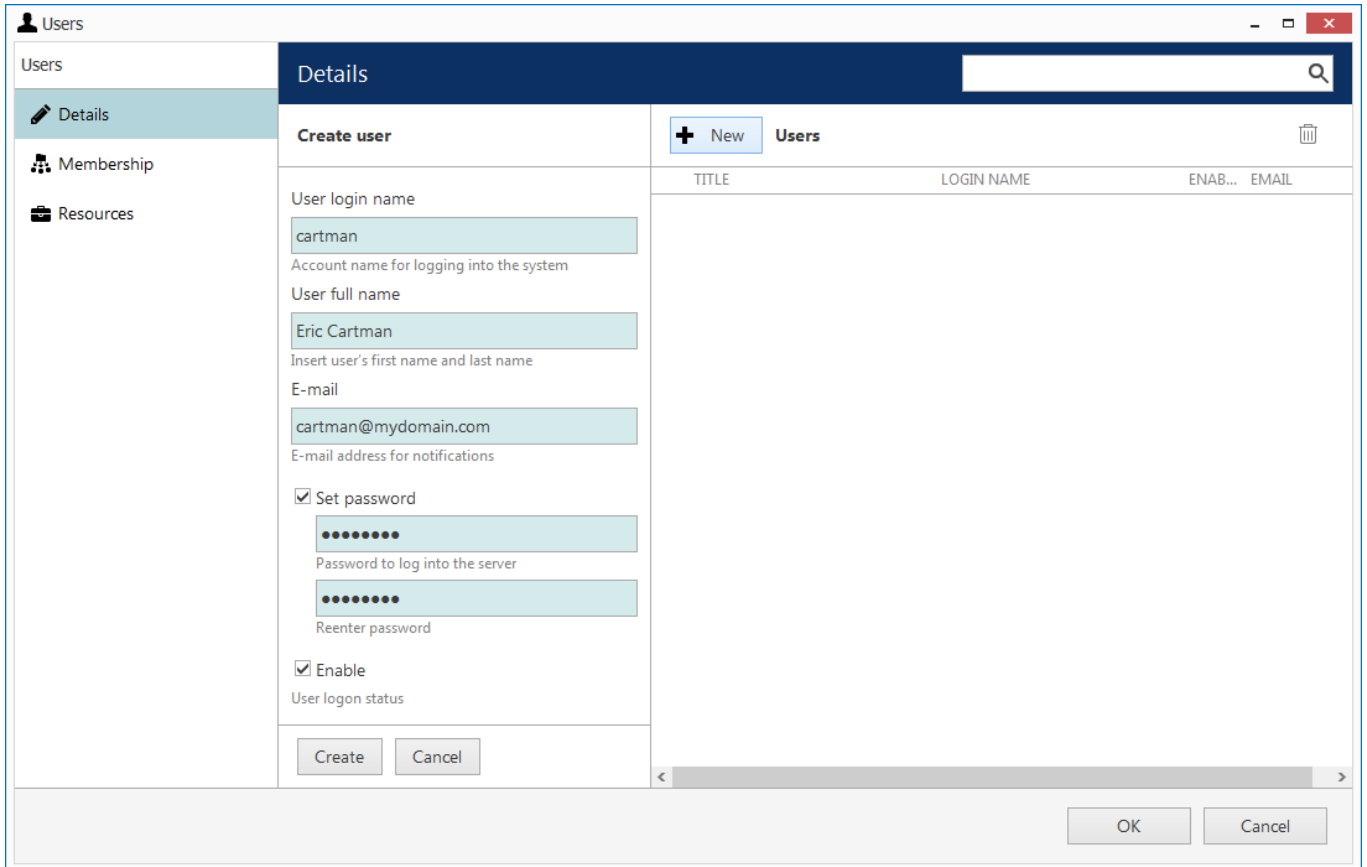 Users
Users
Details
Membership
Resources
Details
Create user
User login name
cartman
Account name for logging into the system
User full name
Eric Cartman
Insert user's first name and last name
E-mail
cartman@mydomain.com
E-mail address for notifications
Set password
••••••••
Password to log into the server
••••••••
Reenter password
Enable
User logon status
Create Cancel
New Users
TITLE LOGIN NAME ENAB... EMAIL
OK Cancel